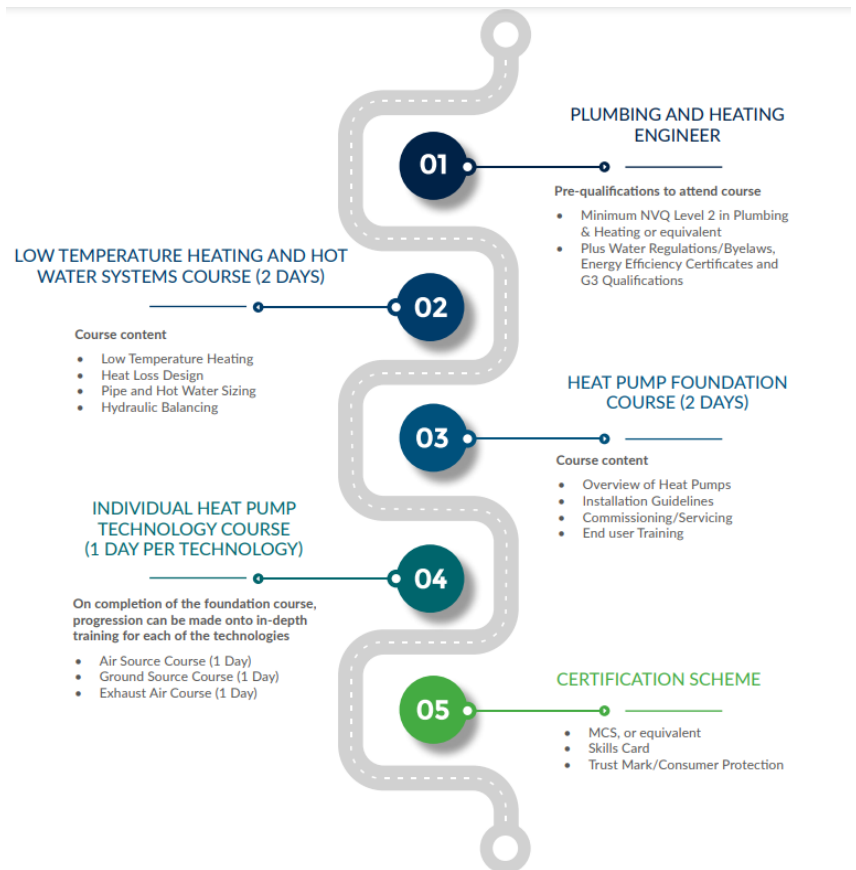 01
PLUMBING AND HEATING
ENGINEER
Pre-qualifications to attend course
• Minimum NVQ Level 2 in Plumbing
& Heating or equivalent
• Plus Water Regulations/Byelaws,
Energy Efficiency Certificates and
G3 Qualifications
LOW TEMPERATURE HEATING AND HOT
WATER SYSTEMS COURSE (2 DAYS)
02
Course content
• Low Temperature Heating
• Heat Loss Design
• Pipe and Hot Water Sizing
• Hydraulic Balancing
HEAT PUMP FOUNDATION
COURSE (2 DAYS)
03
Course content
• Overview of Heat Pumps
• Installation Guidelines
• Commissioning/Servicing
• End user Training
INDIVIDUAL HEAT PUMP
TECHNOLOGY COURSE
(1 DAY PER TECHNOLOGY)
04
On completion of the foundation course,
progression can be made onto in-depth
training for each of the technologies
• Air Source Course (1 Day)
• Ground Source Course (1 Day)
• Exhaust Air Course (1 Day)
CERTIFICATION SCHEME
05
• MCS, or equivalent
• Skills Card
• Trust Mark/Consumer Protection